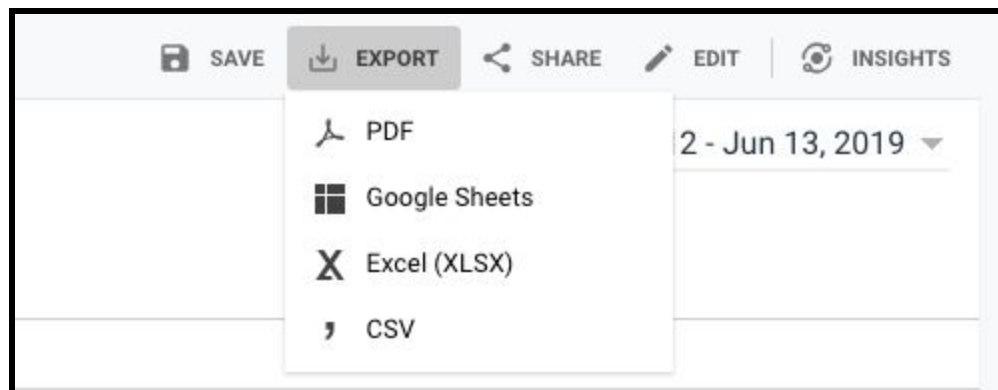 SAVE EXPORT SHARE EDIT INSIGHTS
PDF
2 - Jun 13, 2019
Google Sheets
Excel (XLSX)
CSV